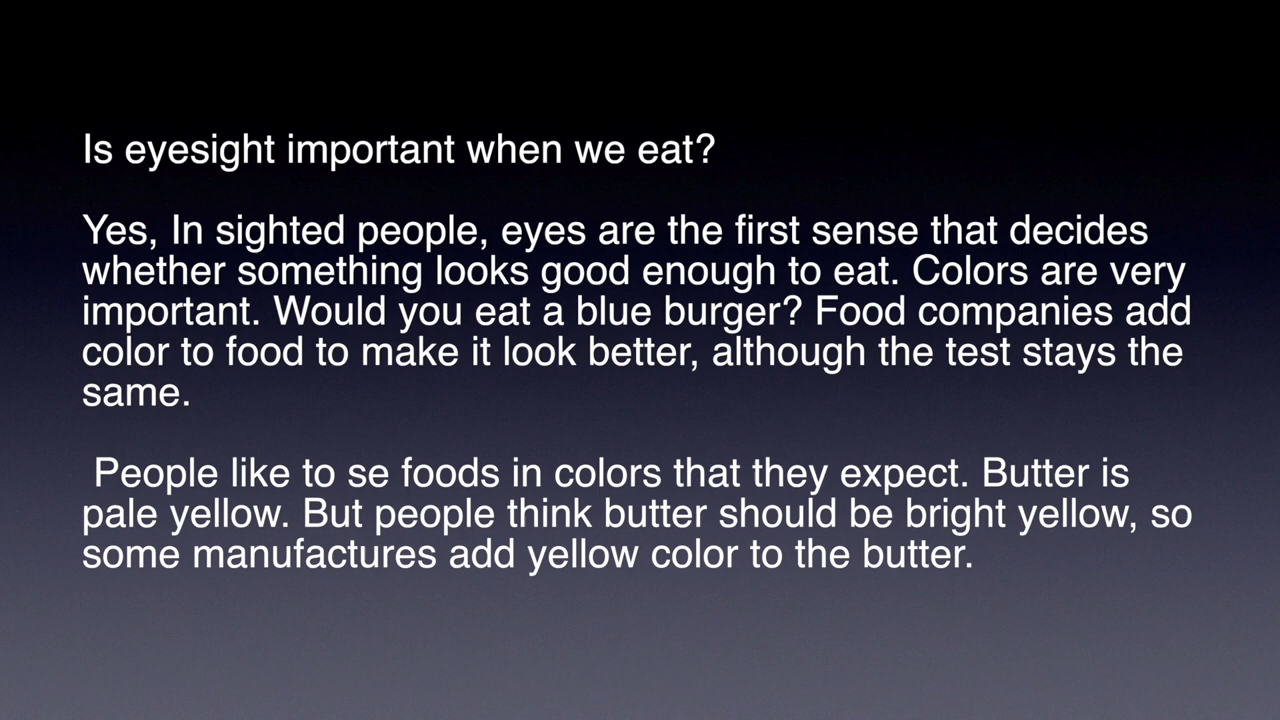 Is eyesight important when we eat?
Yes, In sighted people, eyes are the first sense that decides
whether something looks good enough to eat. Colors are very
important. Would you eat a blue burger? Food companies add
color to food to make it look better, although the test stays the
same.
People like to se foods in colors that they expect. Butter is
pale yellow. But people think butter should be bright yellow, so
some manufactures add yellow color to the butter.